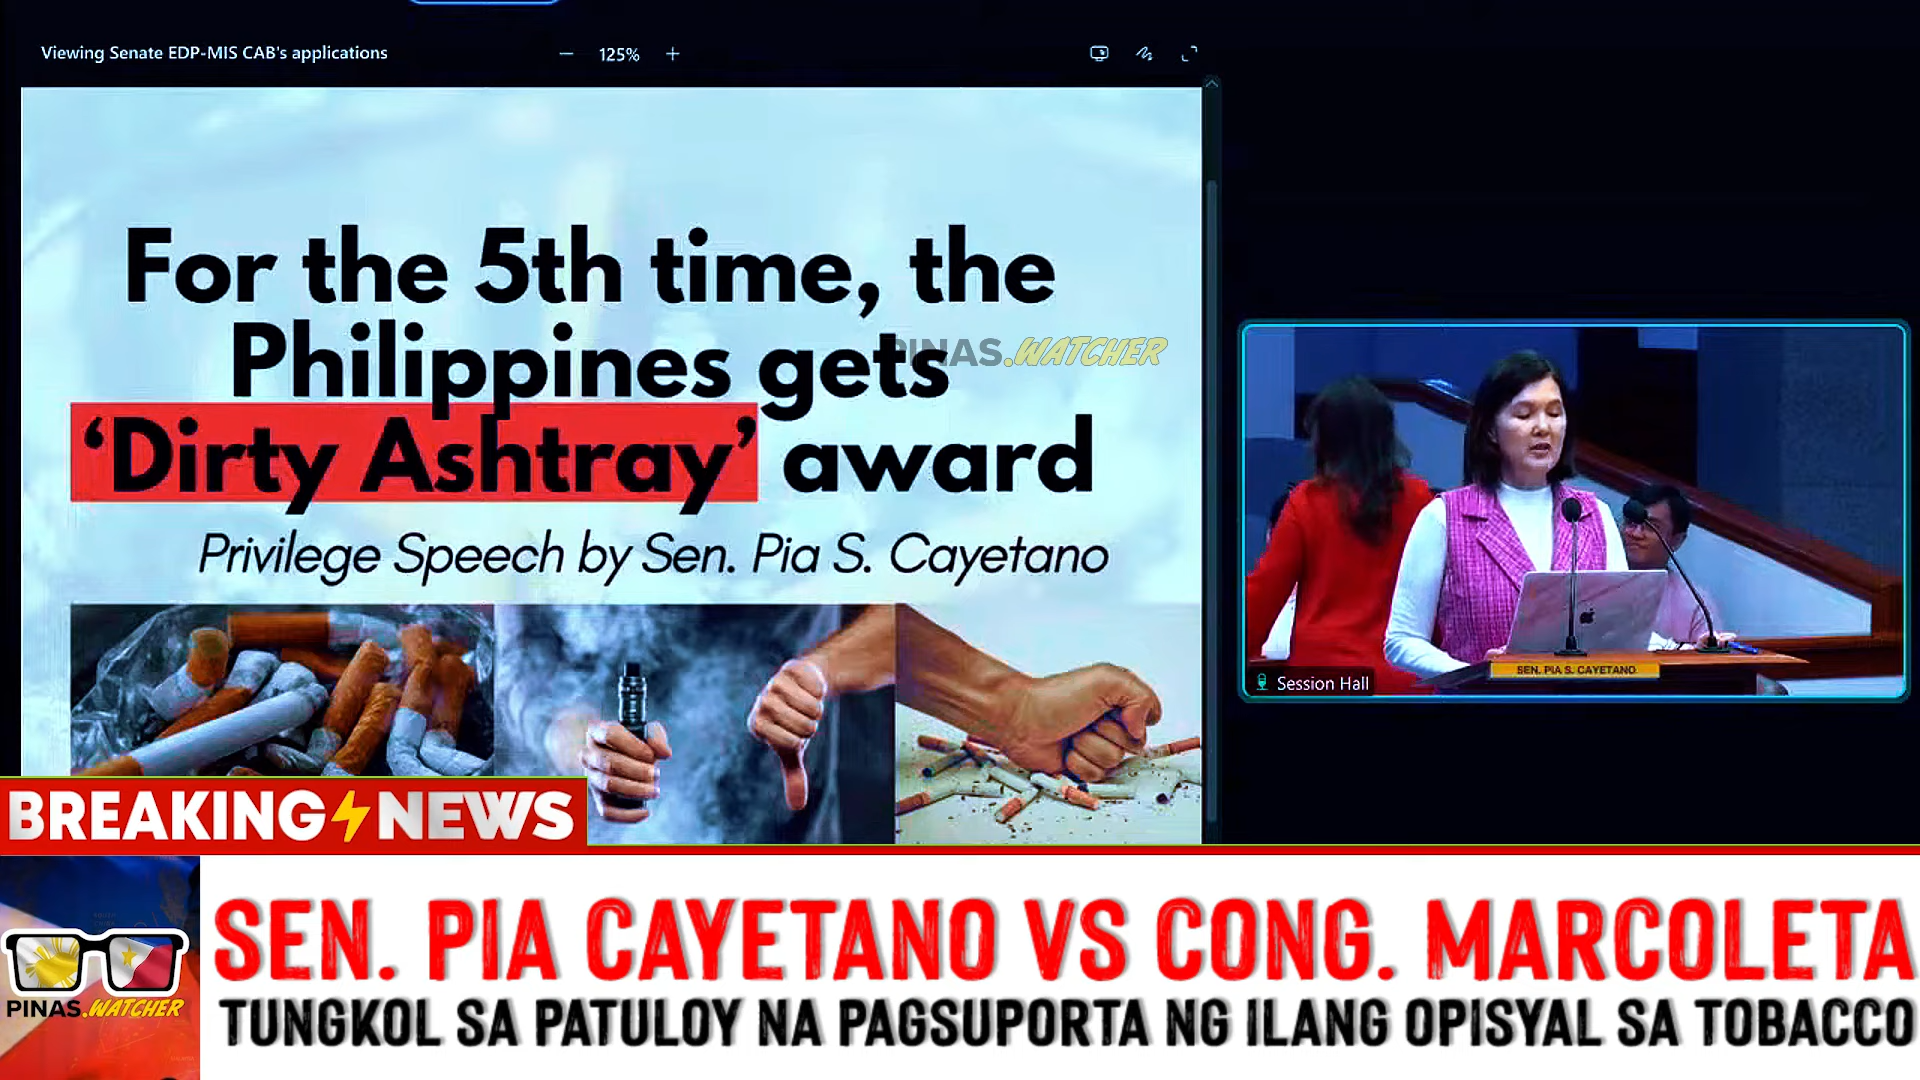 Viewing Senate EDP-MIS CAB's applications
125%
For the 5th time, the
Philippines gets
'Dirty Ashtray' award
Privilege Speech by Sen. Pia S. Cayetano
PINAS.WATCHER
SEN. PIA S. CAYETANO
Session Hall
BREAKING NEWS
SEN. PIA CAYETANO VS CONG. MARCOLETA
TUNGKOL SA PATULOY NA PAGSUPORTA NG ILANG OPISYAL SA TOBACCO
PINAS.WATCHER